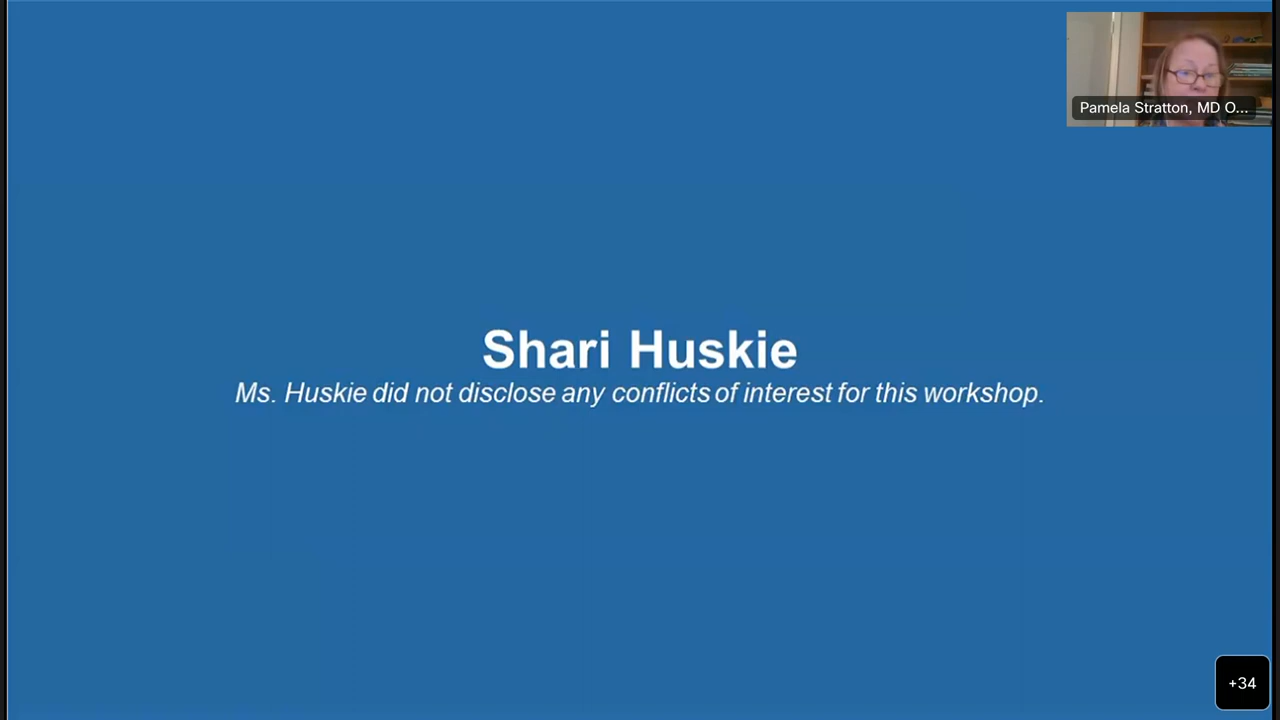 Pamela Stratton, MD O...
Shari Huskie
Ms. Huskie did not disclose any conflicts of interest for this workshop.
+34